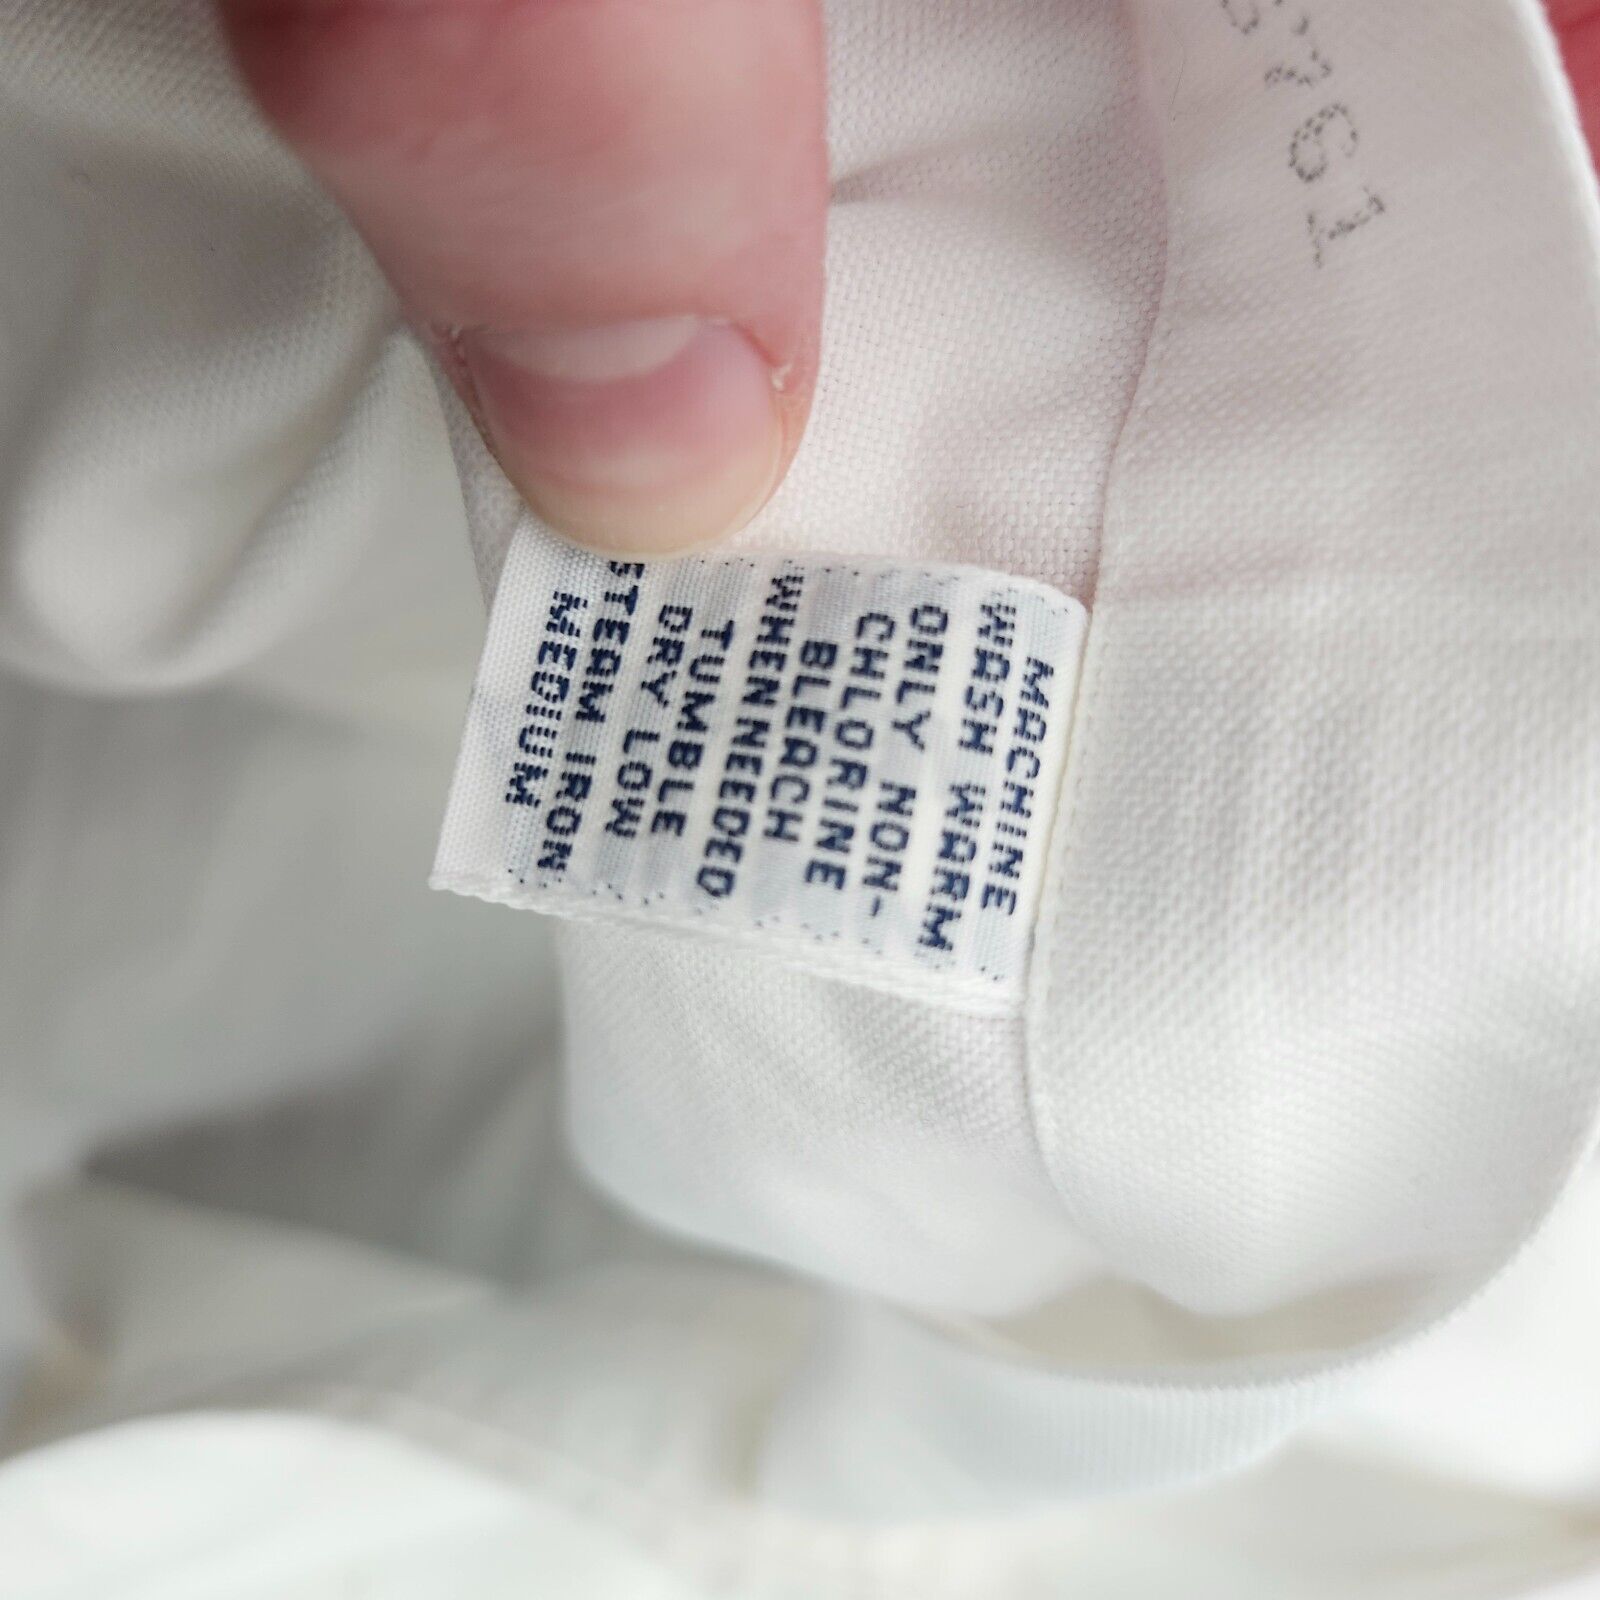 MACHINE
WASH WARM
ONLY NON-
CHLORINE
BLEACH
WHEN NEEDED
TUMBLE
DRY LOW
STEAM IRON
MEDIUM